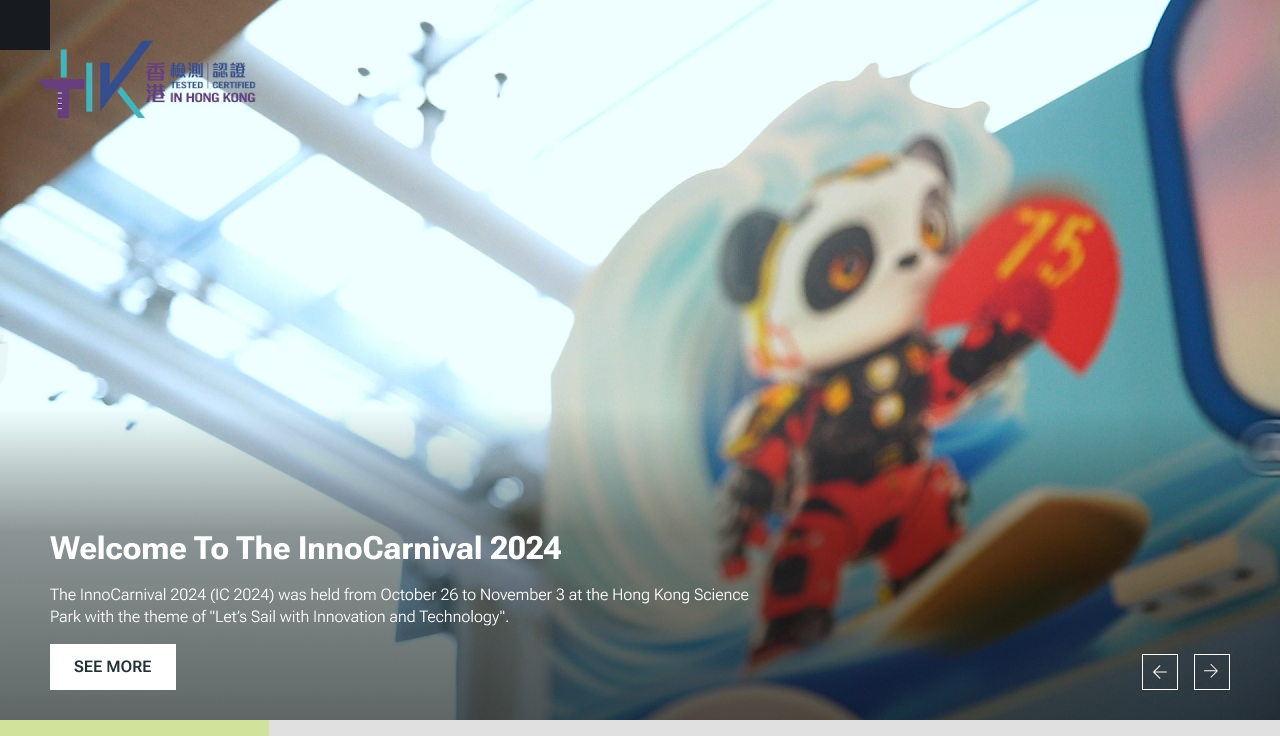 香港
檢測 認證
TESTED CERTIFIED
IN HONG KONG
75
Welcome To The InnoCarnival 2024
The InnoCarnival 2024 (IC 2024) was held from October 26 to November 3 at the Hong Kong Science
Park with the theme of "Let's Sail with Innovation and Technology".
SEE MORE